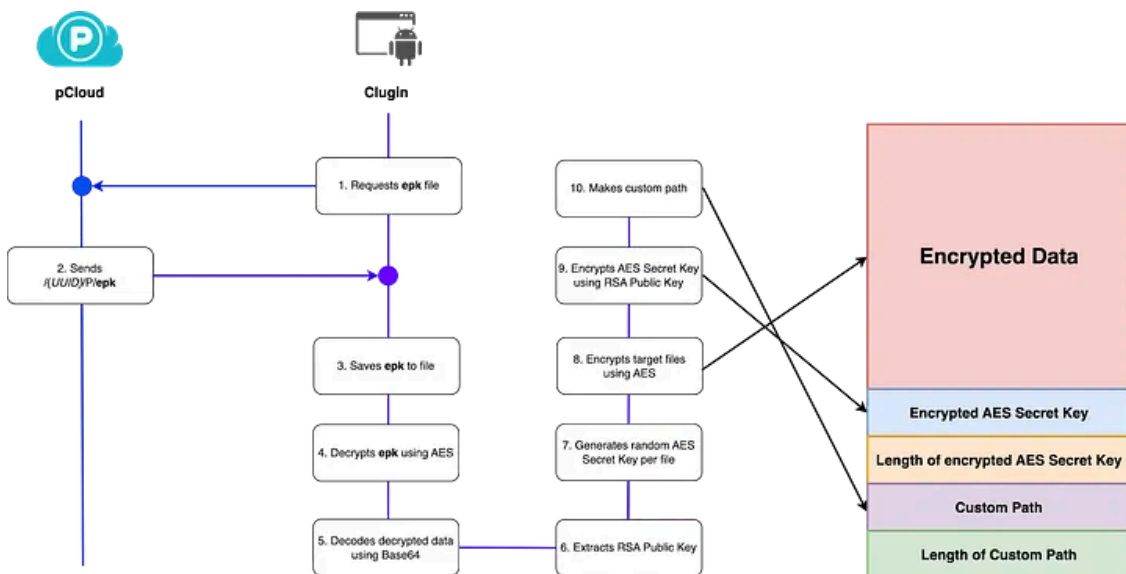 P
pCloud
Clugln
1. Requests epk file
2. Sends
/{UUID}/P/epk
3. Saves epk to file
4. Decrypts epk using AES
5. Decodes decrypted data
using Base64
6. Extracts RSA Public Key
7. Generates random AES
Secret Key per file
8. Encrypts target files
using AES
9. Encrypts AES Secret Key
using RSA Public Key
10. Makes custom path
Encrypted Data
Encrypted AES Secret Key
Length of encrypted AES Secret Key
Custom Path
Length of Custom Path